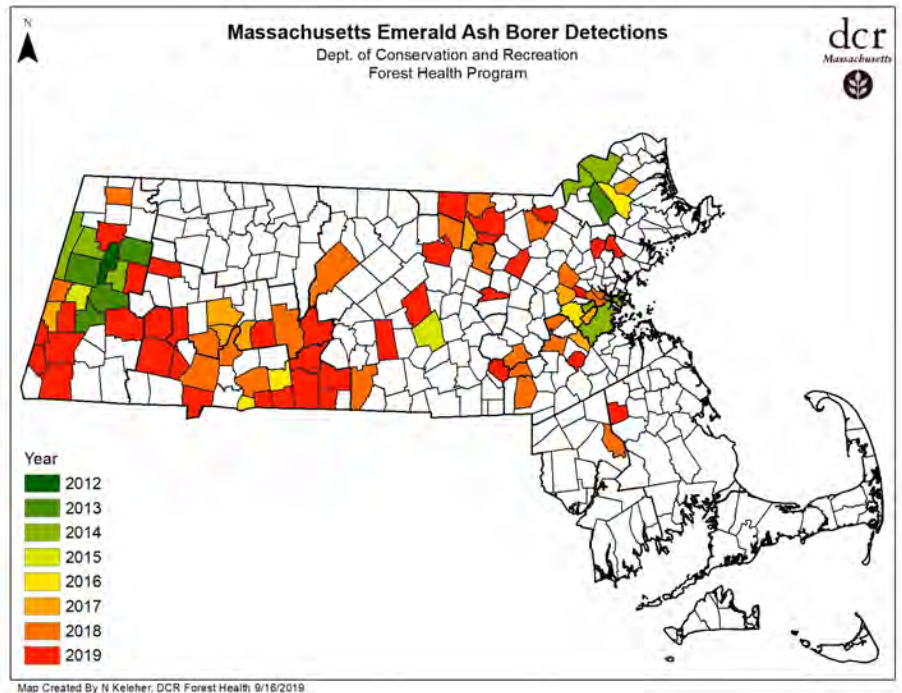 N
Massachusetts Emerald Ash Borer Detections
Dept. of Conservation and Recreation
Forest Health Program
dcr
Massachusetts
Year
2012
2013
2014
2015
2016
2017
2018
2019
Map Created By N Keleher, DCR Forest Health 9/16/2019